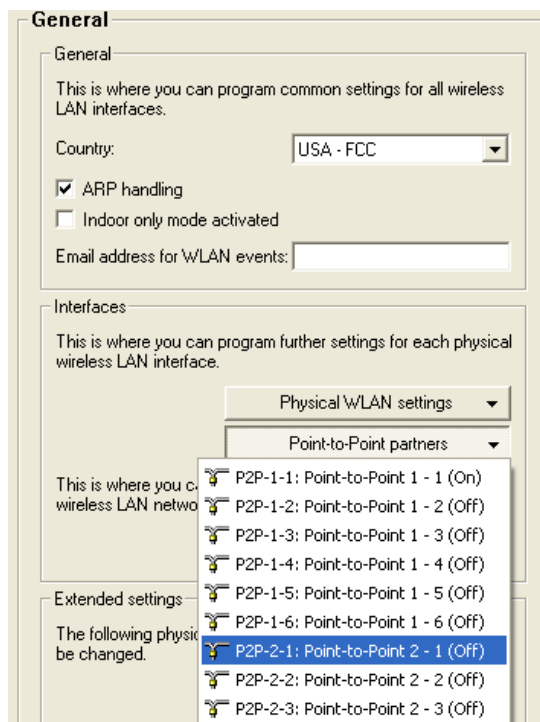 General
General
This is where you can program common settings for all wireless
LAN interfaces.
Country:
USA - FCC
ARP handling
Indoor only mode activated
Email address for WLAN events:
Interfaces
This is where you can program further settings for each physical
wireless LAN interface.
Physical WLAN settings
Point-to-Point partners
P2P-1-1: Point-to-Point 1 - 1 (On)
This is where you c
P2P-1-2: Point-to-Point 1 - 2 (Off)
wireless LAN netwo
P2P-1-3: Point-to-Point 1 - 3 (Off)
P2P-1-4: Point-to-Point 1 - 4 (Off)
P2P-1-5: Point-to-Point 1 - 5 (Off)
Extended settings
P2P-1-6: Point-to-Point 1 - 6 (Off)
The following physic
P2P-2-1: Point-to-Point 2 - 1 (Off)
be changed.
P2P-2-2: Point-to-Point 2 - 2 (Off)
P2P-2-3: Point-to-Point 2 - 3 (Off)